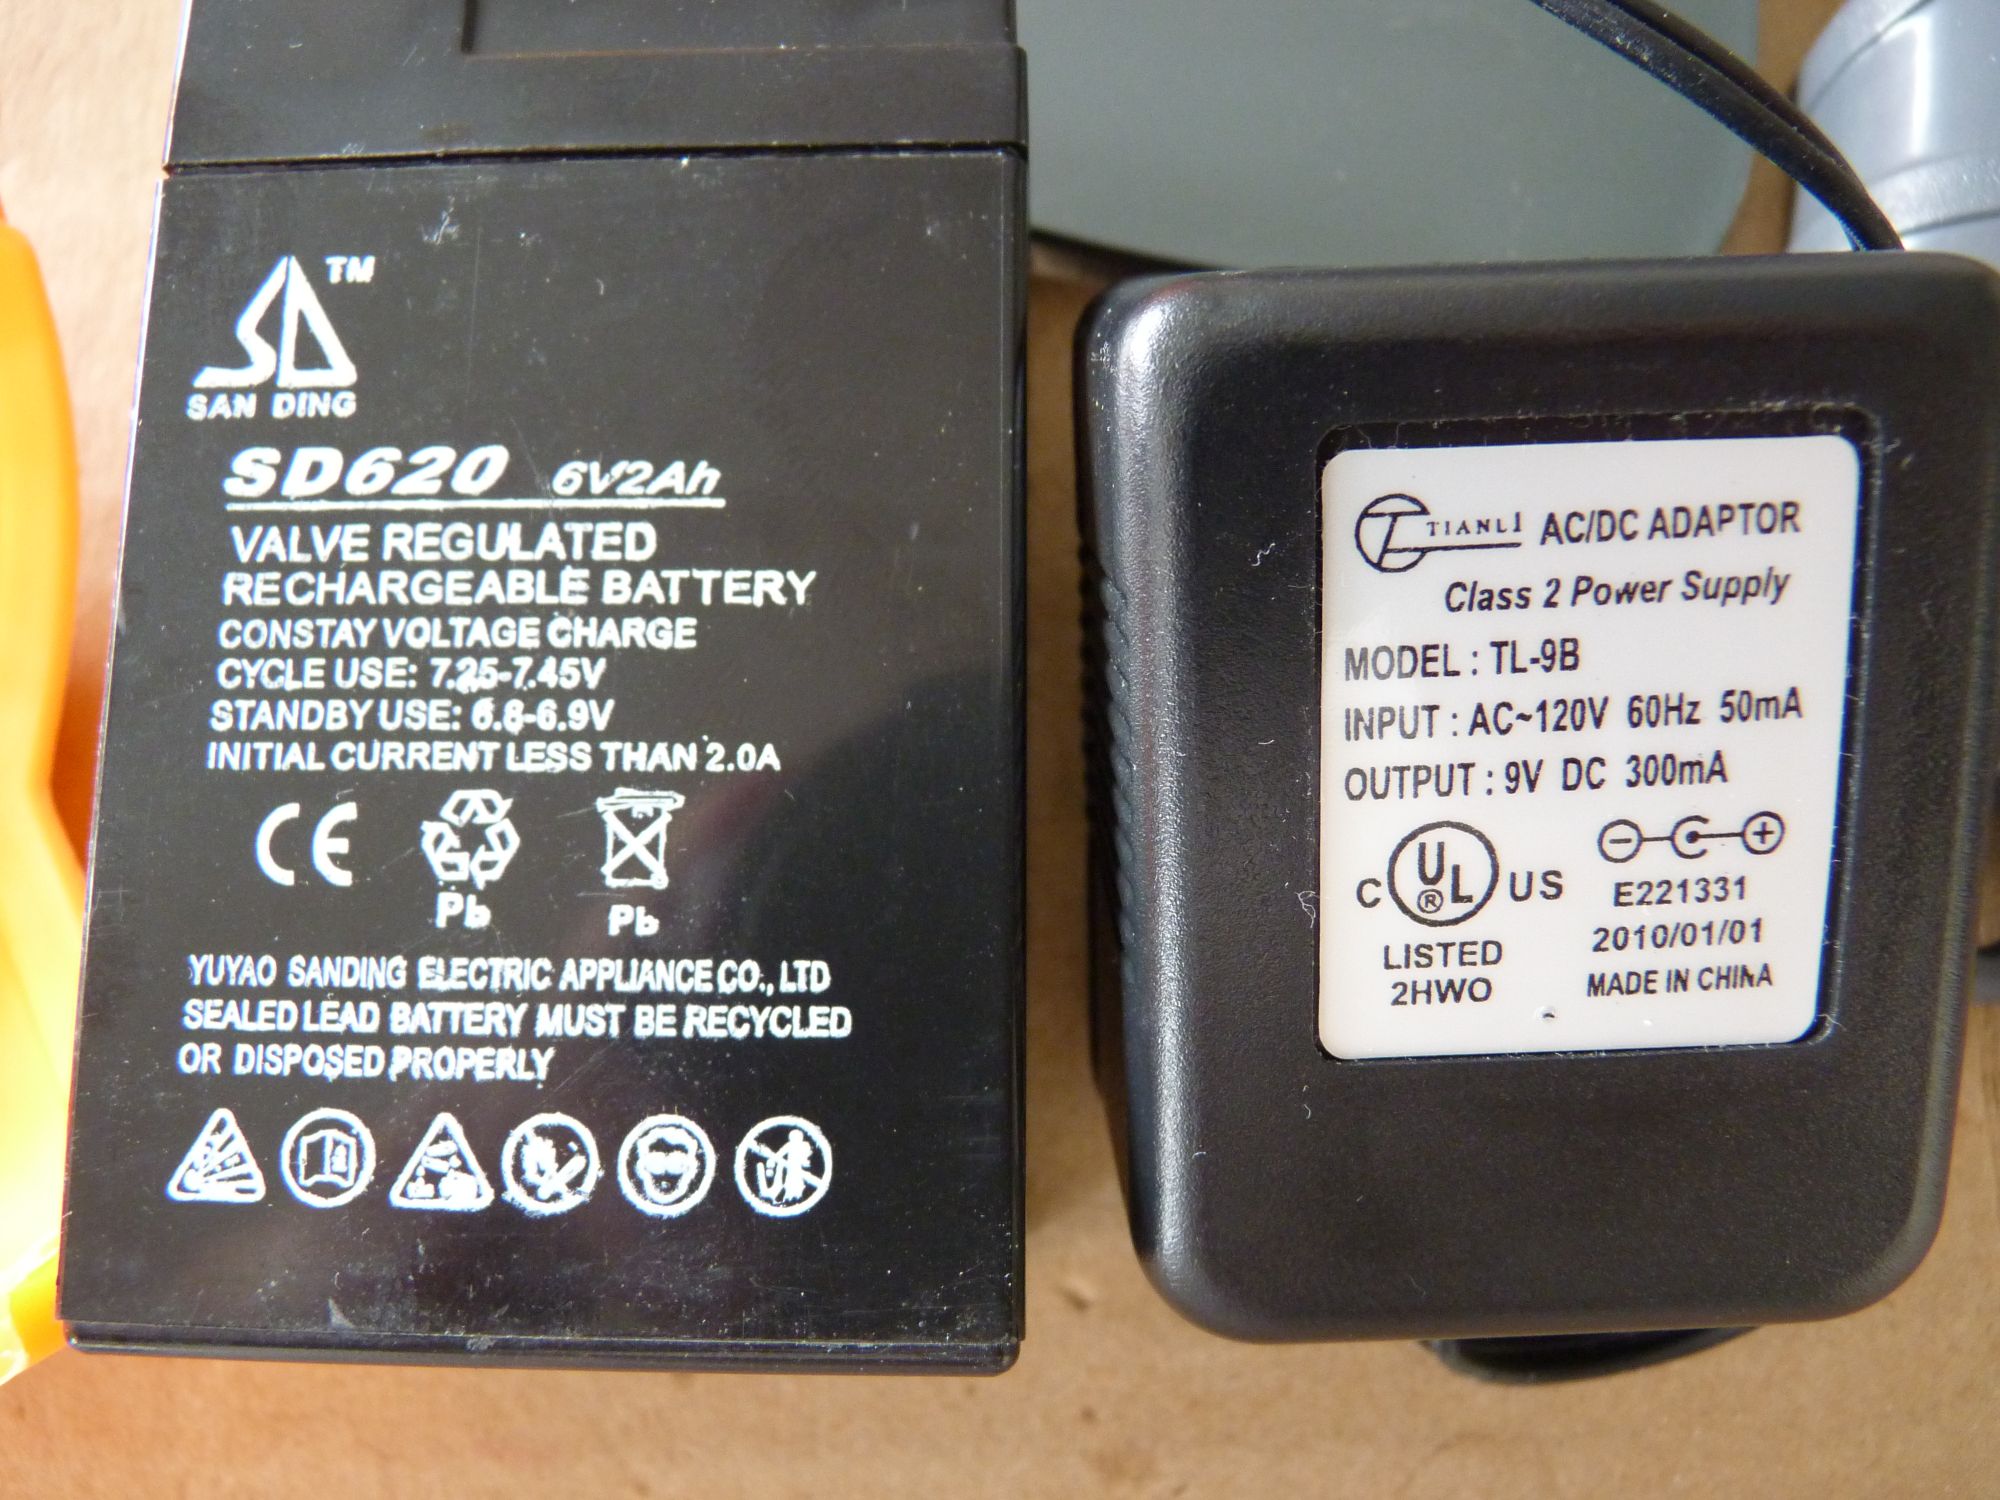 TM
SAN DING
SD620 6V2Ah
VALVE REGULATED
RECHARGEABLE BATTERY
CONSTAY VOLTAGE CHARGE
CYCLE USE: 7.25-7.45V
STANDBY USE: 6.8-6.9V
INITIAL CURRENT LESS THAN 2.0A
CE
Pb Pb
YUYAO SANDING ELECTRIC APPLIANCE CO., LTD
SEALED LEAD BATTERY MUST BE RECYCLED
OR DISPOSED PROPERLY
TIANLI AC/DC ADAPTOR
Class 2 Power Supply
MODEL : TL-9B
INPUT : AC~120V 60Hz 50mA
OUTPUT : 9V DC 300mA
C UL ® US
LISTED
2HWO
E221331
2010/01/01
MADE IN CHINA